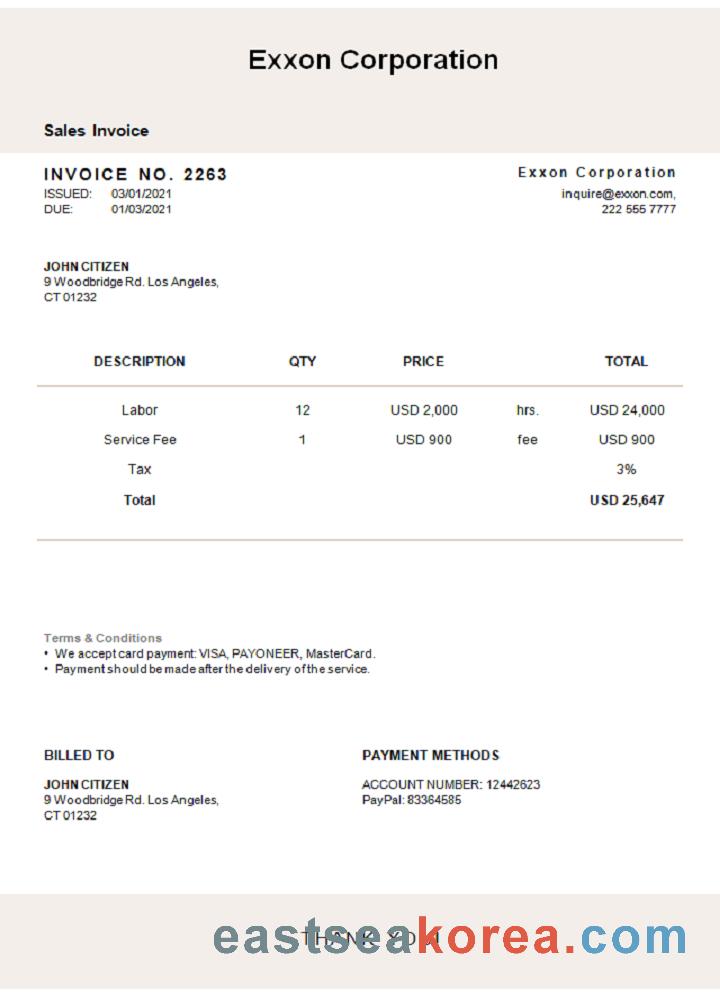 Exxon Corporation
Sales Invoice
INVOICE NO. 2263
Exxon Corporation
ISSUED: 03/01/2021
inquire@exxon.com,
DUE: 01/03/2021
222 555 7777
JOHN CITIZEN
9 Woodbridge Rd. Los Angeles,
CT 01232
DESCRIPTION QTY PRICE TOTAL
Labor 12 USD 2,000 hrs. USD 24,000
Service Fee 1 USD 900 fee USD 900
Tax 3%
Total USD 25,647
Terms & Conditions
• We accept card payment: VISA, PAYONEER, MasterCard.
• Payment should be made after the delivery of the service.
BILLED TO
JOHN CITIZEN
9 Woodbridge Rd. Los Angeles,
CT 01232
PAYMENT METHODS
ACCOUNT NUMBER: 12442623
PayPal: 83364585
THANK YOU
eastseakorea.com